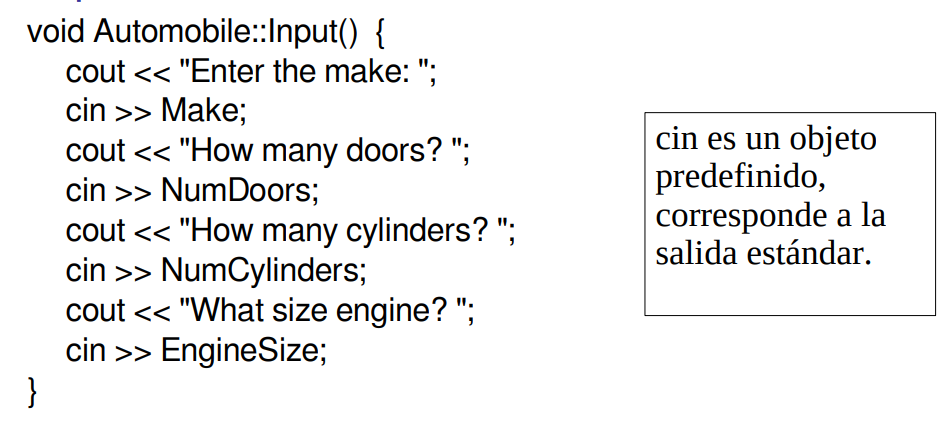 void Automobile::Input() {
cout << "Enter the make: ";
cin >> Make;
cout << "How many doors? ";
cin >> NumDoors;
cout << "How many cylinders? ";
cin >> NumCylinders;
cout << "What size engine? ";
cin >> EngineSize;
}
cin es un objeto
predefinido,
corresponde a la
salida estándar.